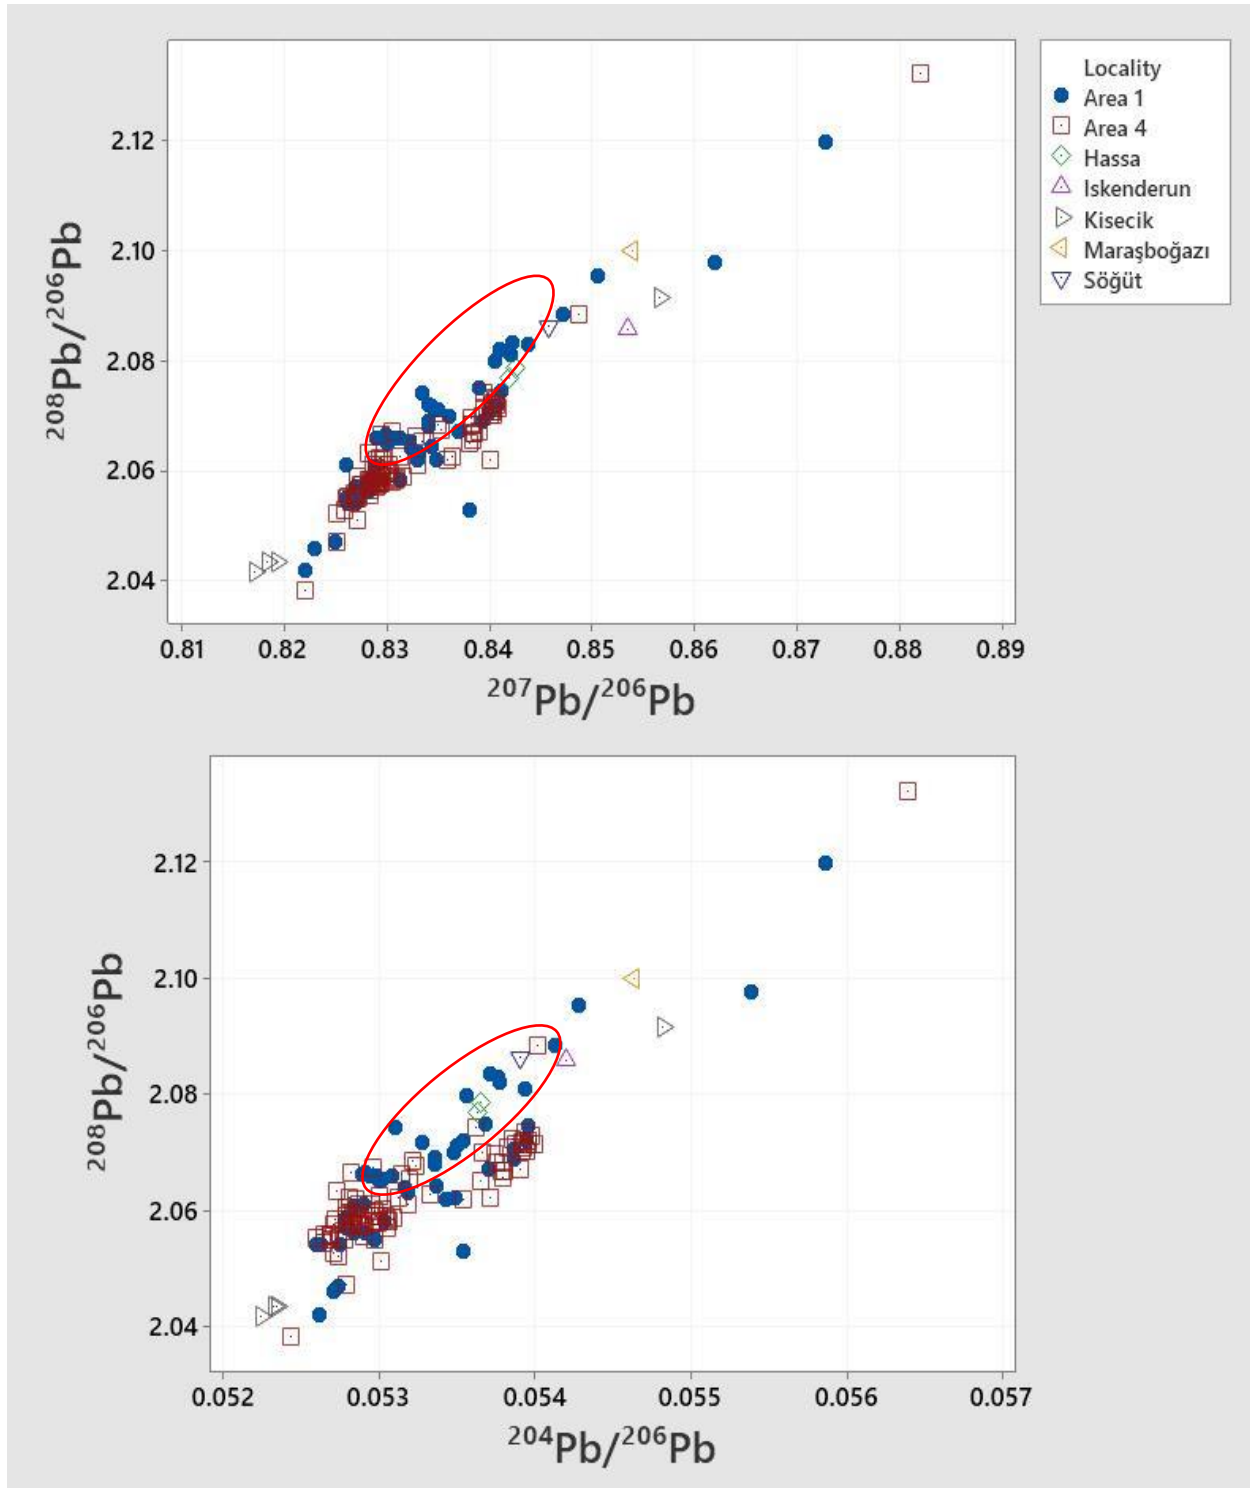 Locality
Area 1
Area 4
Hassa
Iskenderun
Kisecik
Maraşboğazı
Söğüt
2.12
2.10
2.08
2.06
2.04
²⁰⁸Pb/²⁰⁶Pb
0.81 0.82 0.83 0.84 0.85 0.86 0.87 0.88 0.89
²⁰⁷Pb/²⁰⁶Pb
2.12
2.10
2.08
2.06
2.04
²⁰⁸Pb/²⁰⁶Pb
0.052 0.053 0.054 0.055 0.056 0.057
²⁰⁴Pb/²⁰⁶Pb